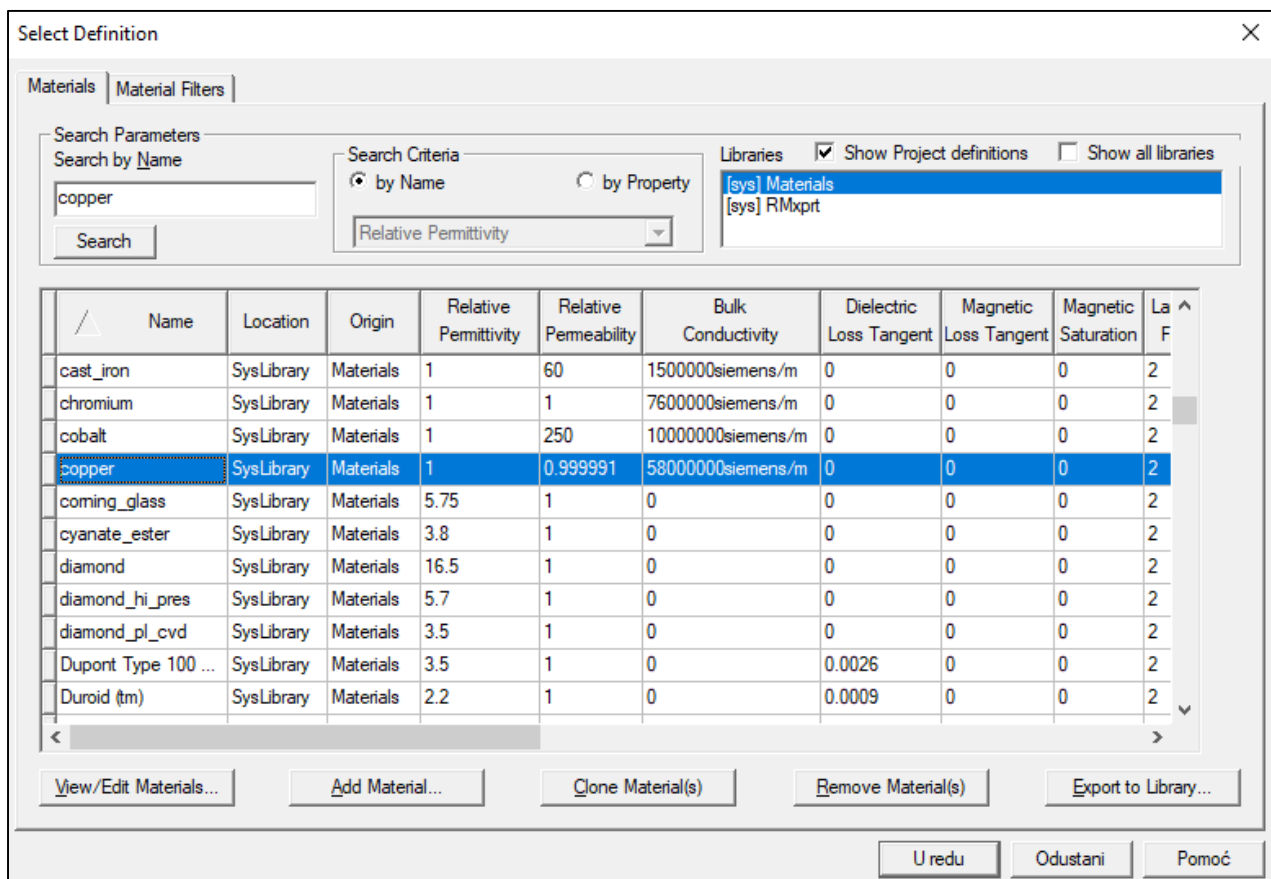 Select Definition
Materials
Material Filters
Search Parameters
Search by Name
copper
Search
Search Criteria
by Name
by Property
Relative Permittivity
Libraries
Show Project definitions
Show all libraries
[sys] Materials
[sys] RMxprt
Name Location Origin Relative Permittivity Relative Permeability Bulk Conductivity Dielectric Loss Tangent Magnetic Loss Tangent Magnetic Saturation La F
cast_iron SysLibrary Materials 1 60 1500000siemens/m 0 0 0 2
chromium SysLibrary Materials 1 1 7600000siemens/m 0 0 0 2
cobalt SysLibrary Materials 1 250 10000000siemens/m 0 0 0 2
copper SysLibrary Materials 1 0.999991 58000000siemens/m 0 0 0 2
corning_glass SysLibrary Materials 5.75 1 0 0 0 0 2
cyanate_ester SysLibrary Materials 3.8 1 0 0 0 0 2
diamond SysLibrary Materials 16.5 1 0 0 0 0 2
diamond_hi_pres SysLibrary Materials 5.7 1 0 0 0 0 2
diamond_pl_cvd SysLibrary Materials 3.5 1 0 0 0 0 2
Dupont Type 100 ... SysLibrary Materials 3.5 1 0 0.0026 0 0 2
Duroid (tm) SysLibrary Materials 2.2 1 0 0.0009 0 0 2
View/Edit Materials...
Add Material...
Clone Material(s)
Remove Material(s)
Export to Library...
U redu
Odustani
Pomoć